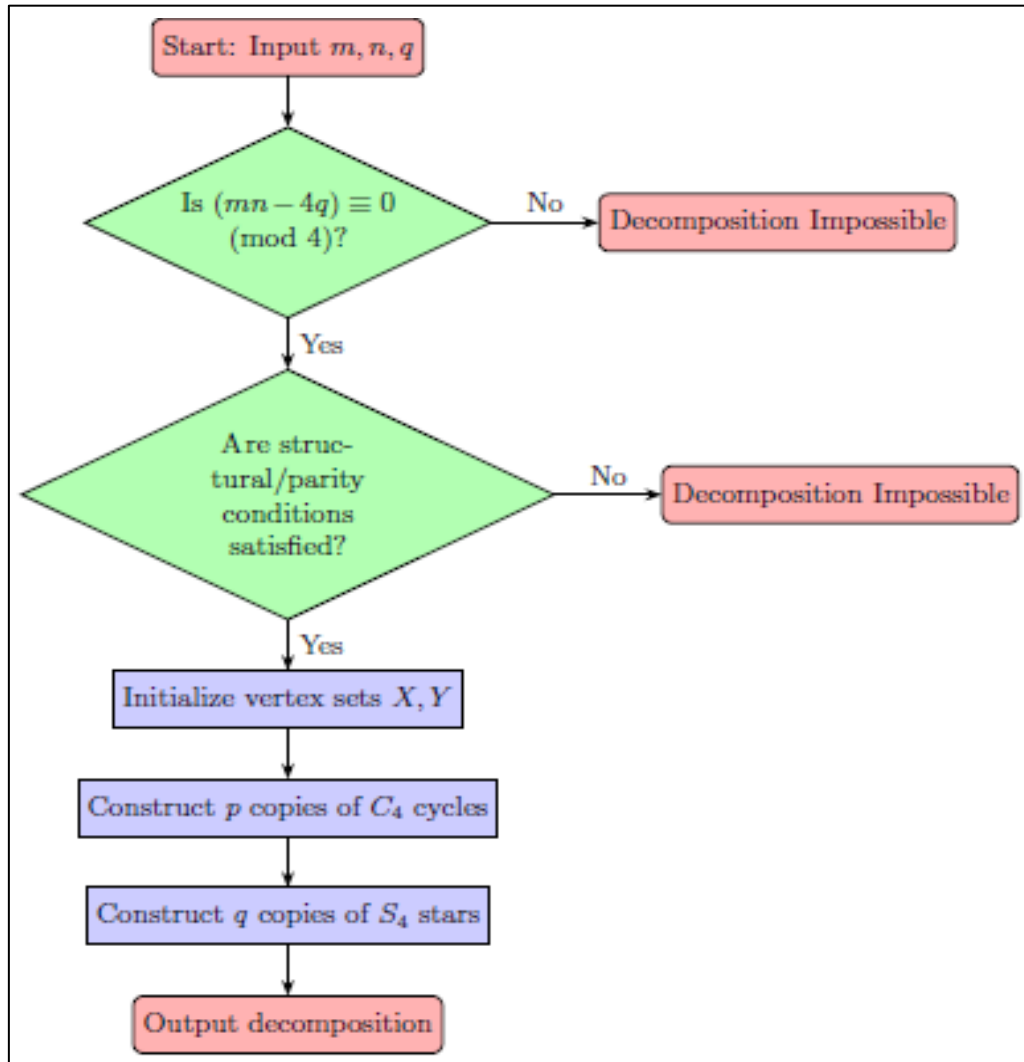 Start: Input m, n, q
Is (mn − 4q) ≡ 0
(mod 4)?
No
Decomposition Impossible
Yes
Are struc-
tural/parity
conditions
satisfied?
No
Decomposition Impossible
Yes
Initialize vertex sets X, Y
Construct p copies of C₄ cycles
Construct q copies of S₄ stars
Output decomposition